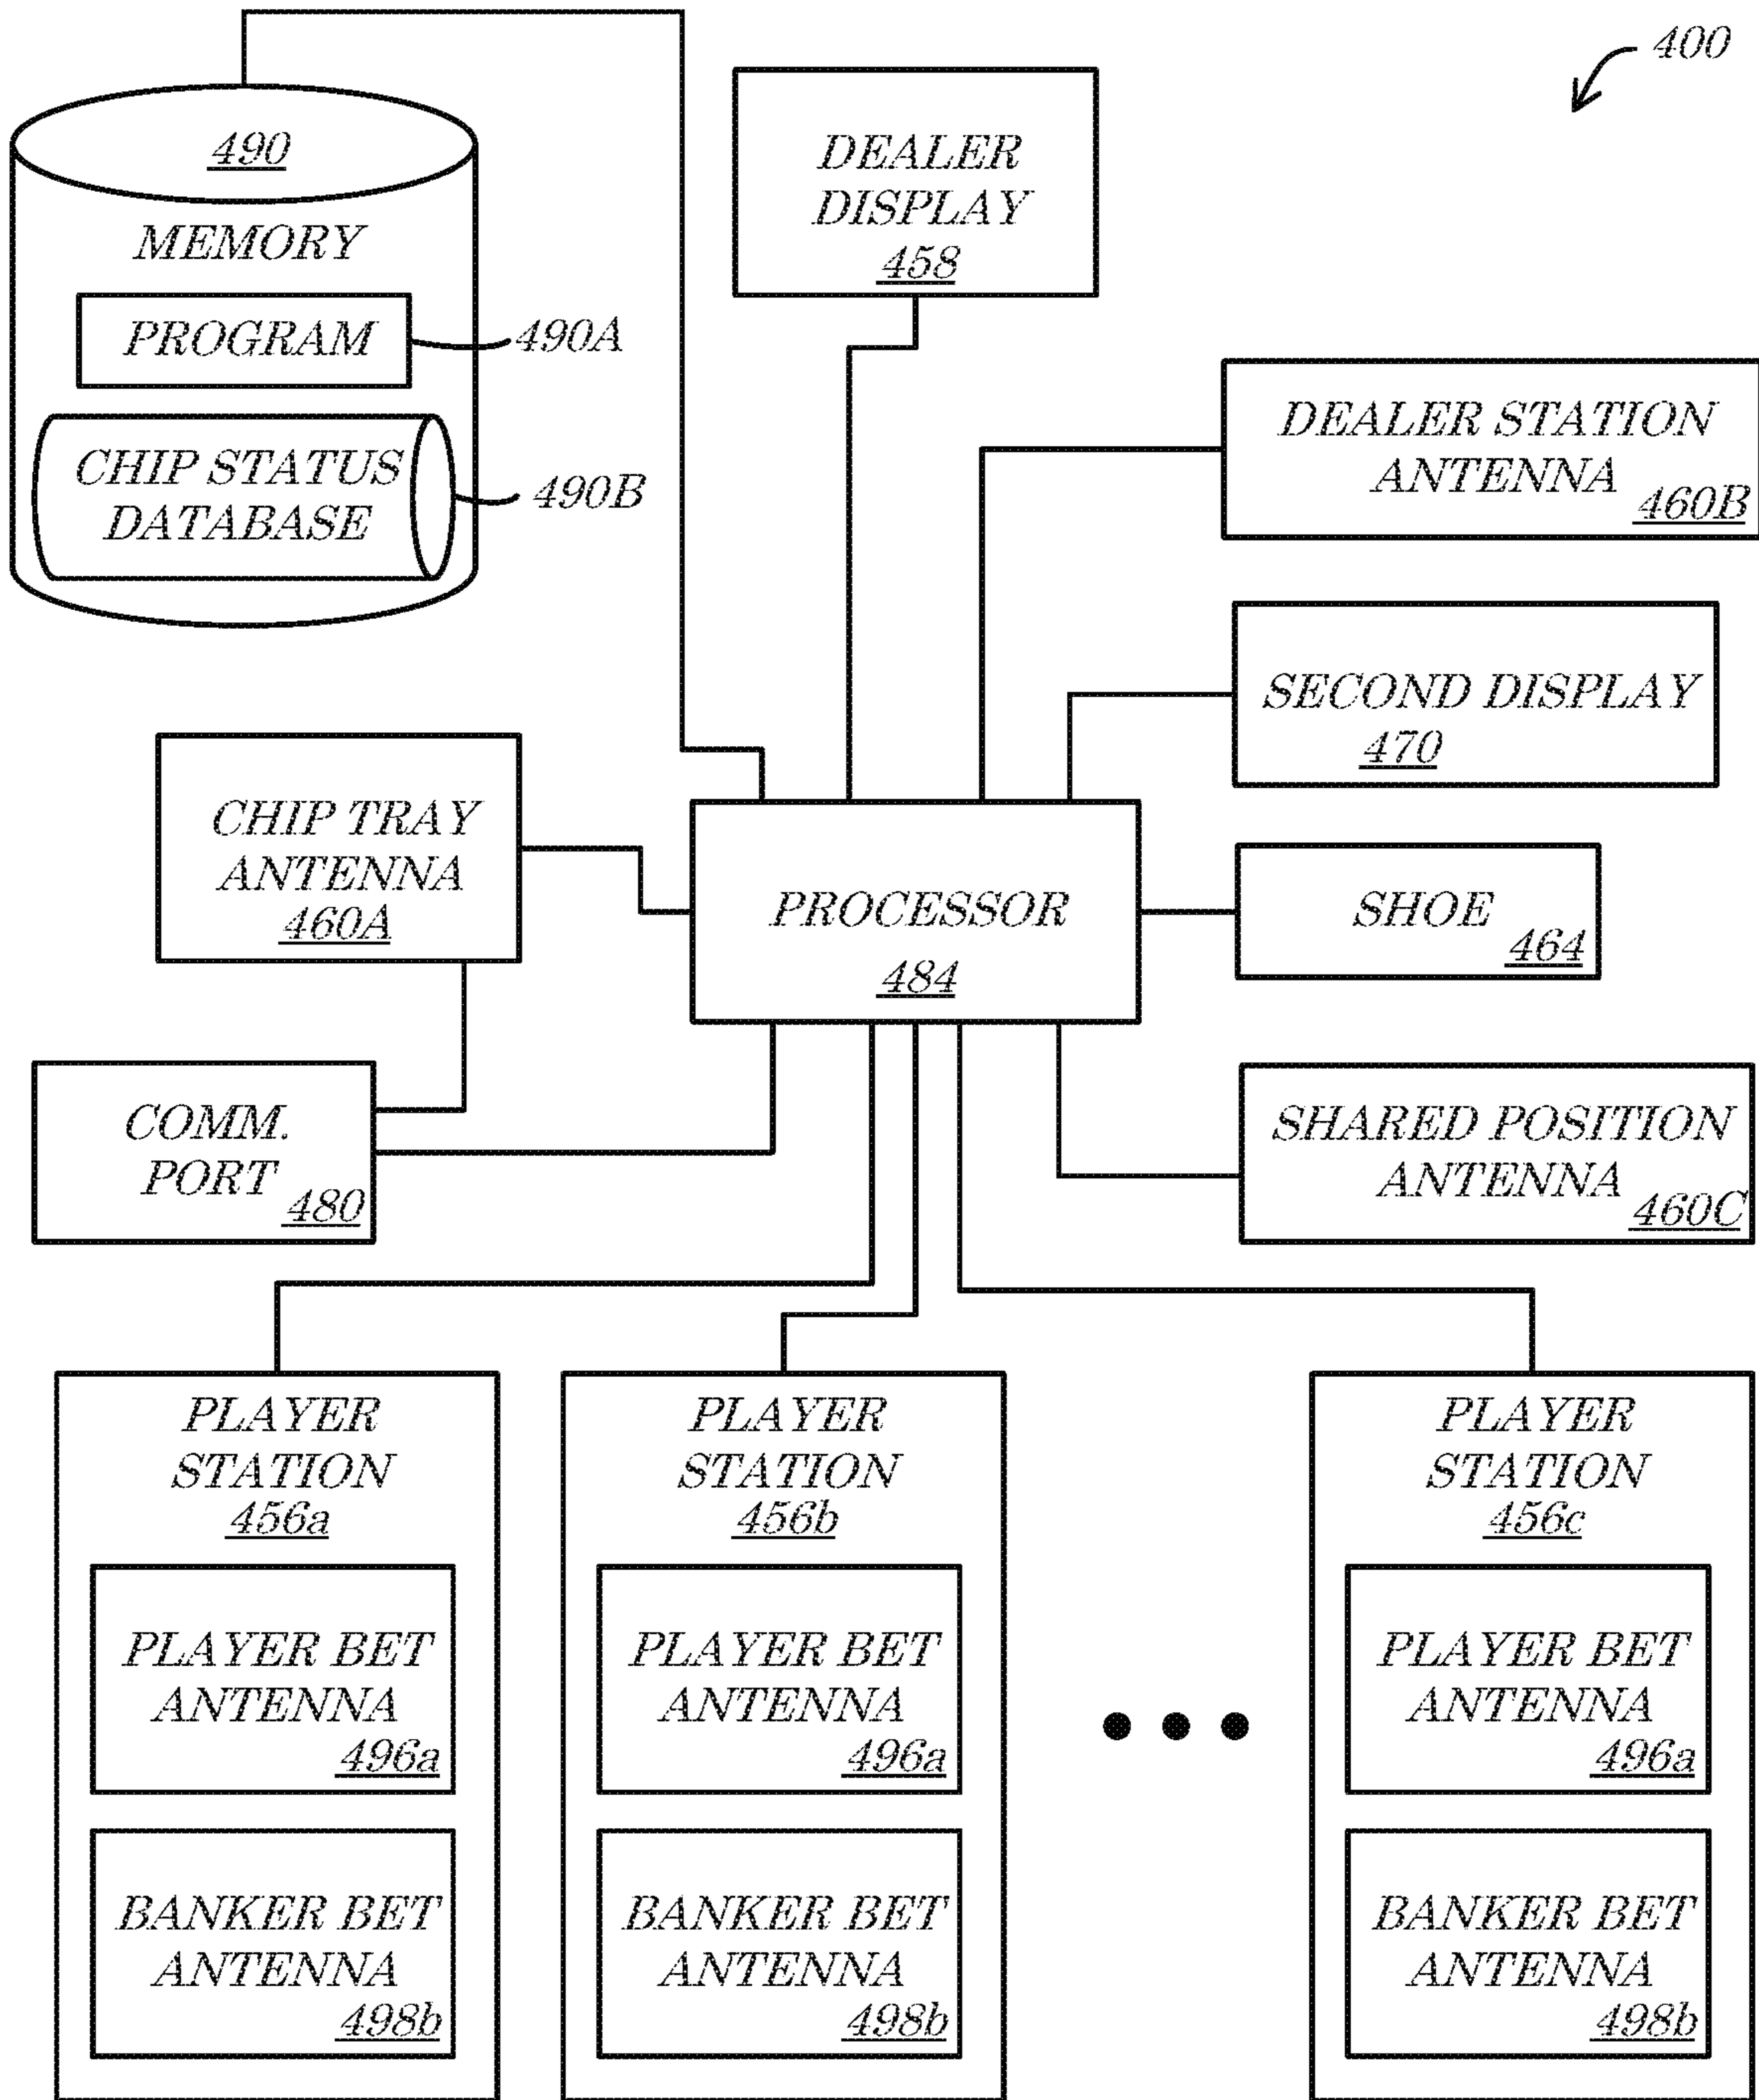 400
490
MEMORY
PROGRAM
490A
CHIP STATUS
DATABASE
490B
DEALER
DISPLAY
458
DEALER STATION
ANTENNA
460B
SECOND DISPLAY
470
CHIP TRAY
ANTENNA
460A
PROCESSOR
484
SHOE
464
COMM.
PORT
480
SHARED POSITION
ANTENNA
460C
PLAYER
STATION
456a
PLAYER BET
ANTENNA
496a
BANKER BET
ANTENNA
498b
PLAYER
STATION
456b
PLAYER BET
ANTENNA
496a
BANKER BET
ANTENNA
498b
PLAYER
STATION
456c
PLAYER BET
ANTENNA
496a
BANKER BET
ANTENNA
498b